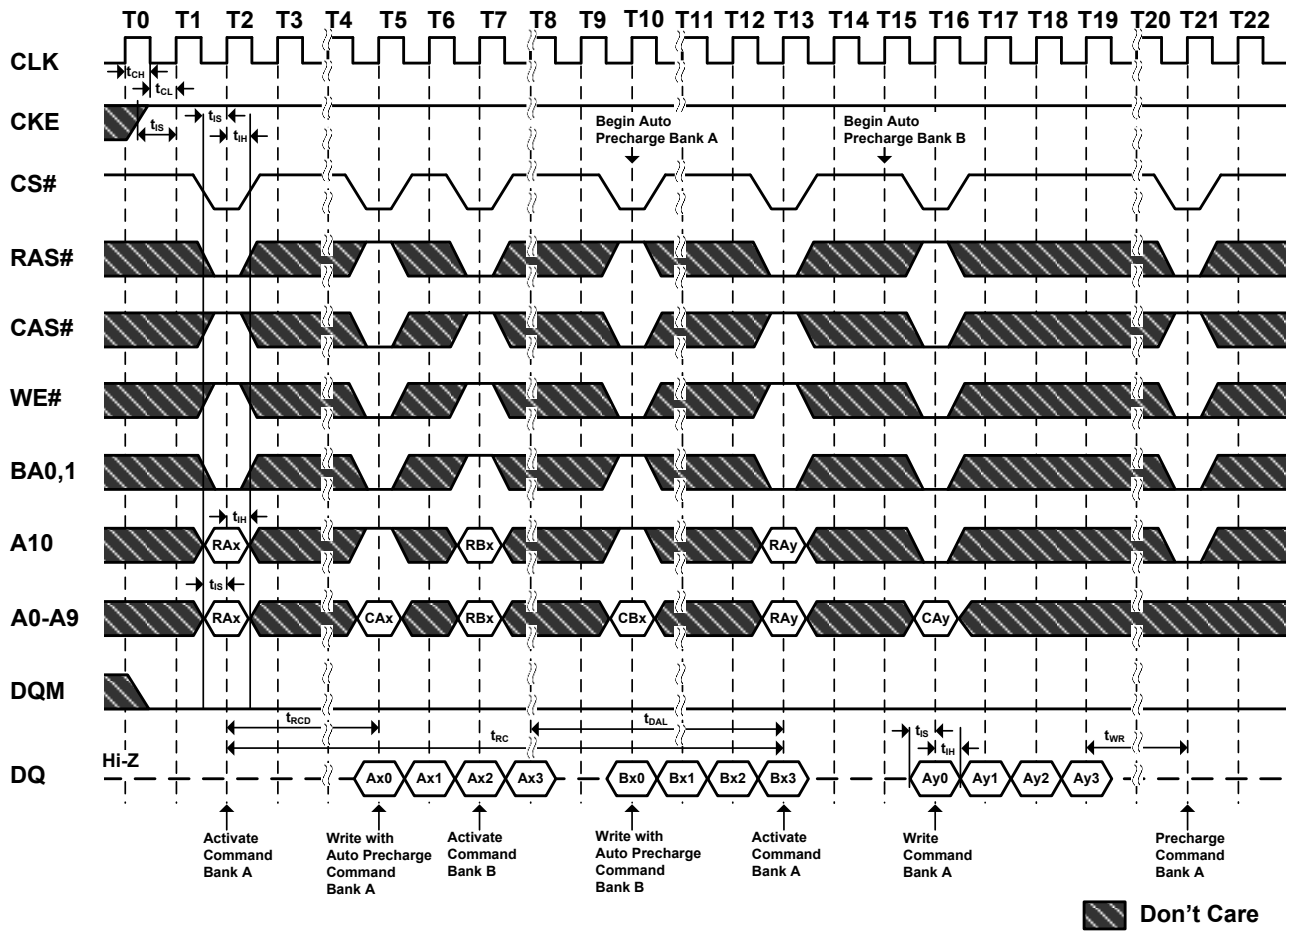 T0 T1 T2 T3 T4 T5 T6 T7 T8 T9 T10 T11 T12 T13 T14 T15 T16 T17 T18 T19 T20 T21 T22
CLK
tCH
tCL
CKE
tIS
tIS
tIH
Begin Auto
Precharge Bank A
Begin Auto
Precharge Bank B
CS#
RAS#
CAS#
WE#
BA0,1
tIH
A10
RAx
RBx
RAy
tIS
A0-A9
RAx
CAx
RBx
CBx
RAy
CAy
DQM
tRCD
tDAL
tRC
tIS
tIH
tWR
Hi-Z
DQ
Ax0 Ax1 Ax2 Ax3
Bx0 Bx1 Bx2 Bx3
Ay0 Ay1 Ay2 Ay3
Activate
Command
Bank A
Write with
Auto Precharge
Command
Bank A
Activate
Command
Bank B
Write with
Auto Precharge
Command
Bank B
Activate
Command
Bank A
Write
Command
Bank A
Precharge
Command
Bank A
Don't Care